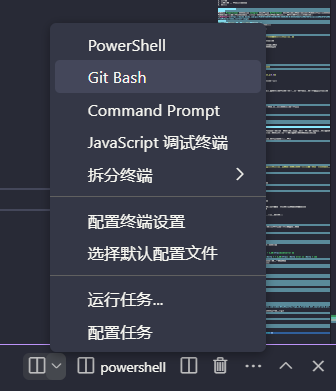 PowerShell
Git Bash
Command Prompt
JavaScript 调试终端
拆分终端
配置终端设置
选择默认配置文件
运行任务...
配置任务
powershell